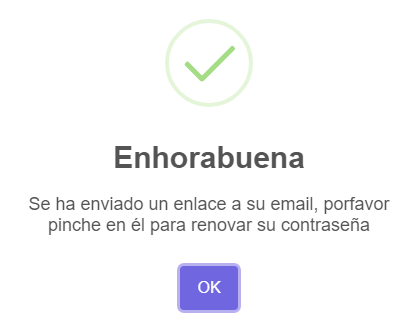 Enhorabuena
Se ha enviado un enlace a su email, porfavor
pinche en él para renovar su contraseña
OK